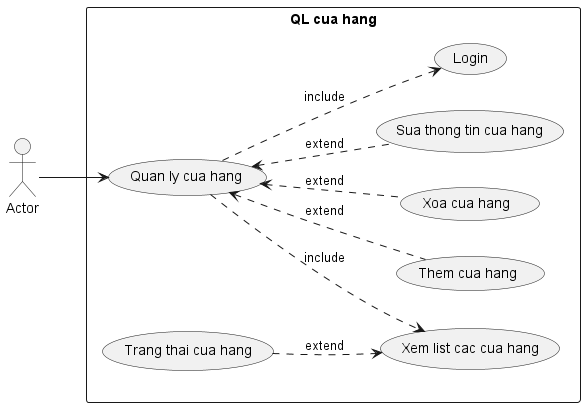 QL cua hang
Login
include
Sua thong tin cua hang
extend
Quan ly cua hang
extend
Xoa cua hang
Actor
extend
Them cua hang
include
Trang thai cua hang
extend
Xem list cac cua hang